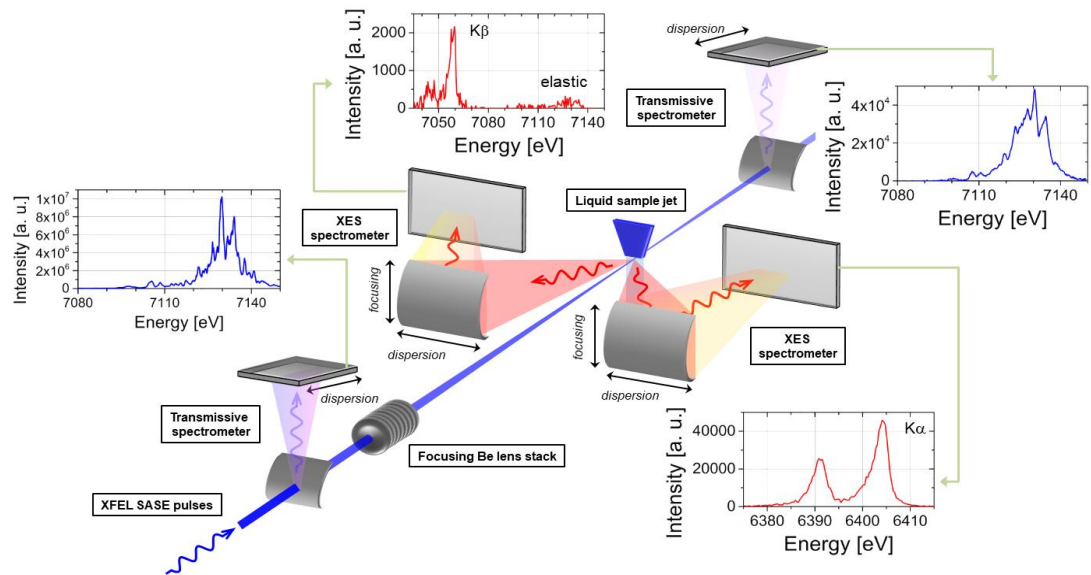 Intensity [a. u.]
2000
1000
0
Kβ
elastic
7050
7080
7110
7140
Energy [eV]
dispersion
Transmissive
spectrometer
Intensity [a. u.]
4x10⁴
2x10⁴
0
7080
7110
7140
Energy [eV]
Intensity [a. u.]
1x10⁷
8x10⁶
6x10⁶
4x10⁶
2x10⁶
0
7080
7110
7140
Energy [eV]
XES
spectrometer
focusing
dispersion
Liquid sample jet
focusing
dispersion
XES
spectrometer
dispersion
Transmissive
spectrometer
Focusing Be lens stack
XFEL SASE pulses
Intensity [a. u.]
40000
20000
0
Kα
6380
6390
6400
6410
Energy [eV]